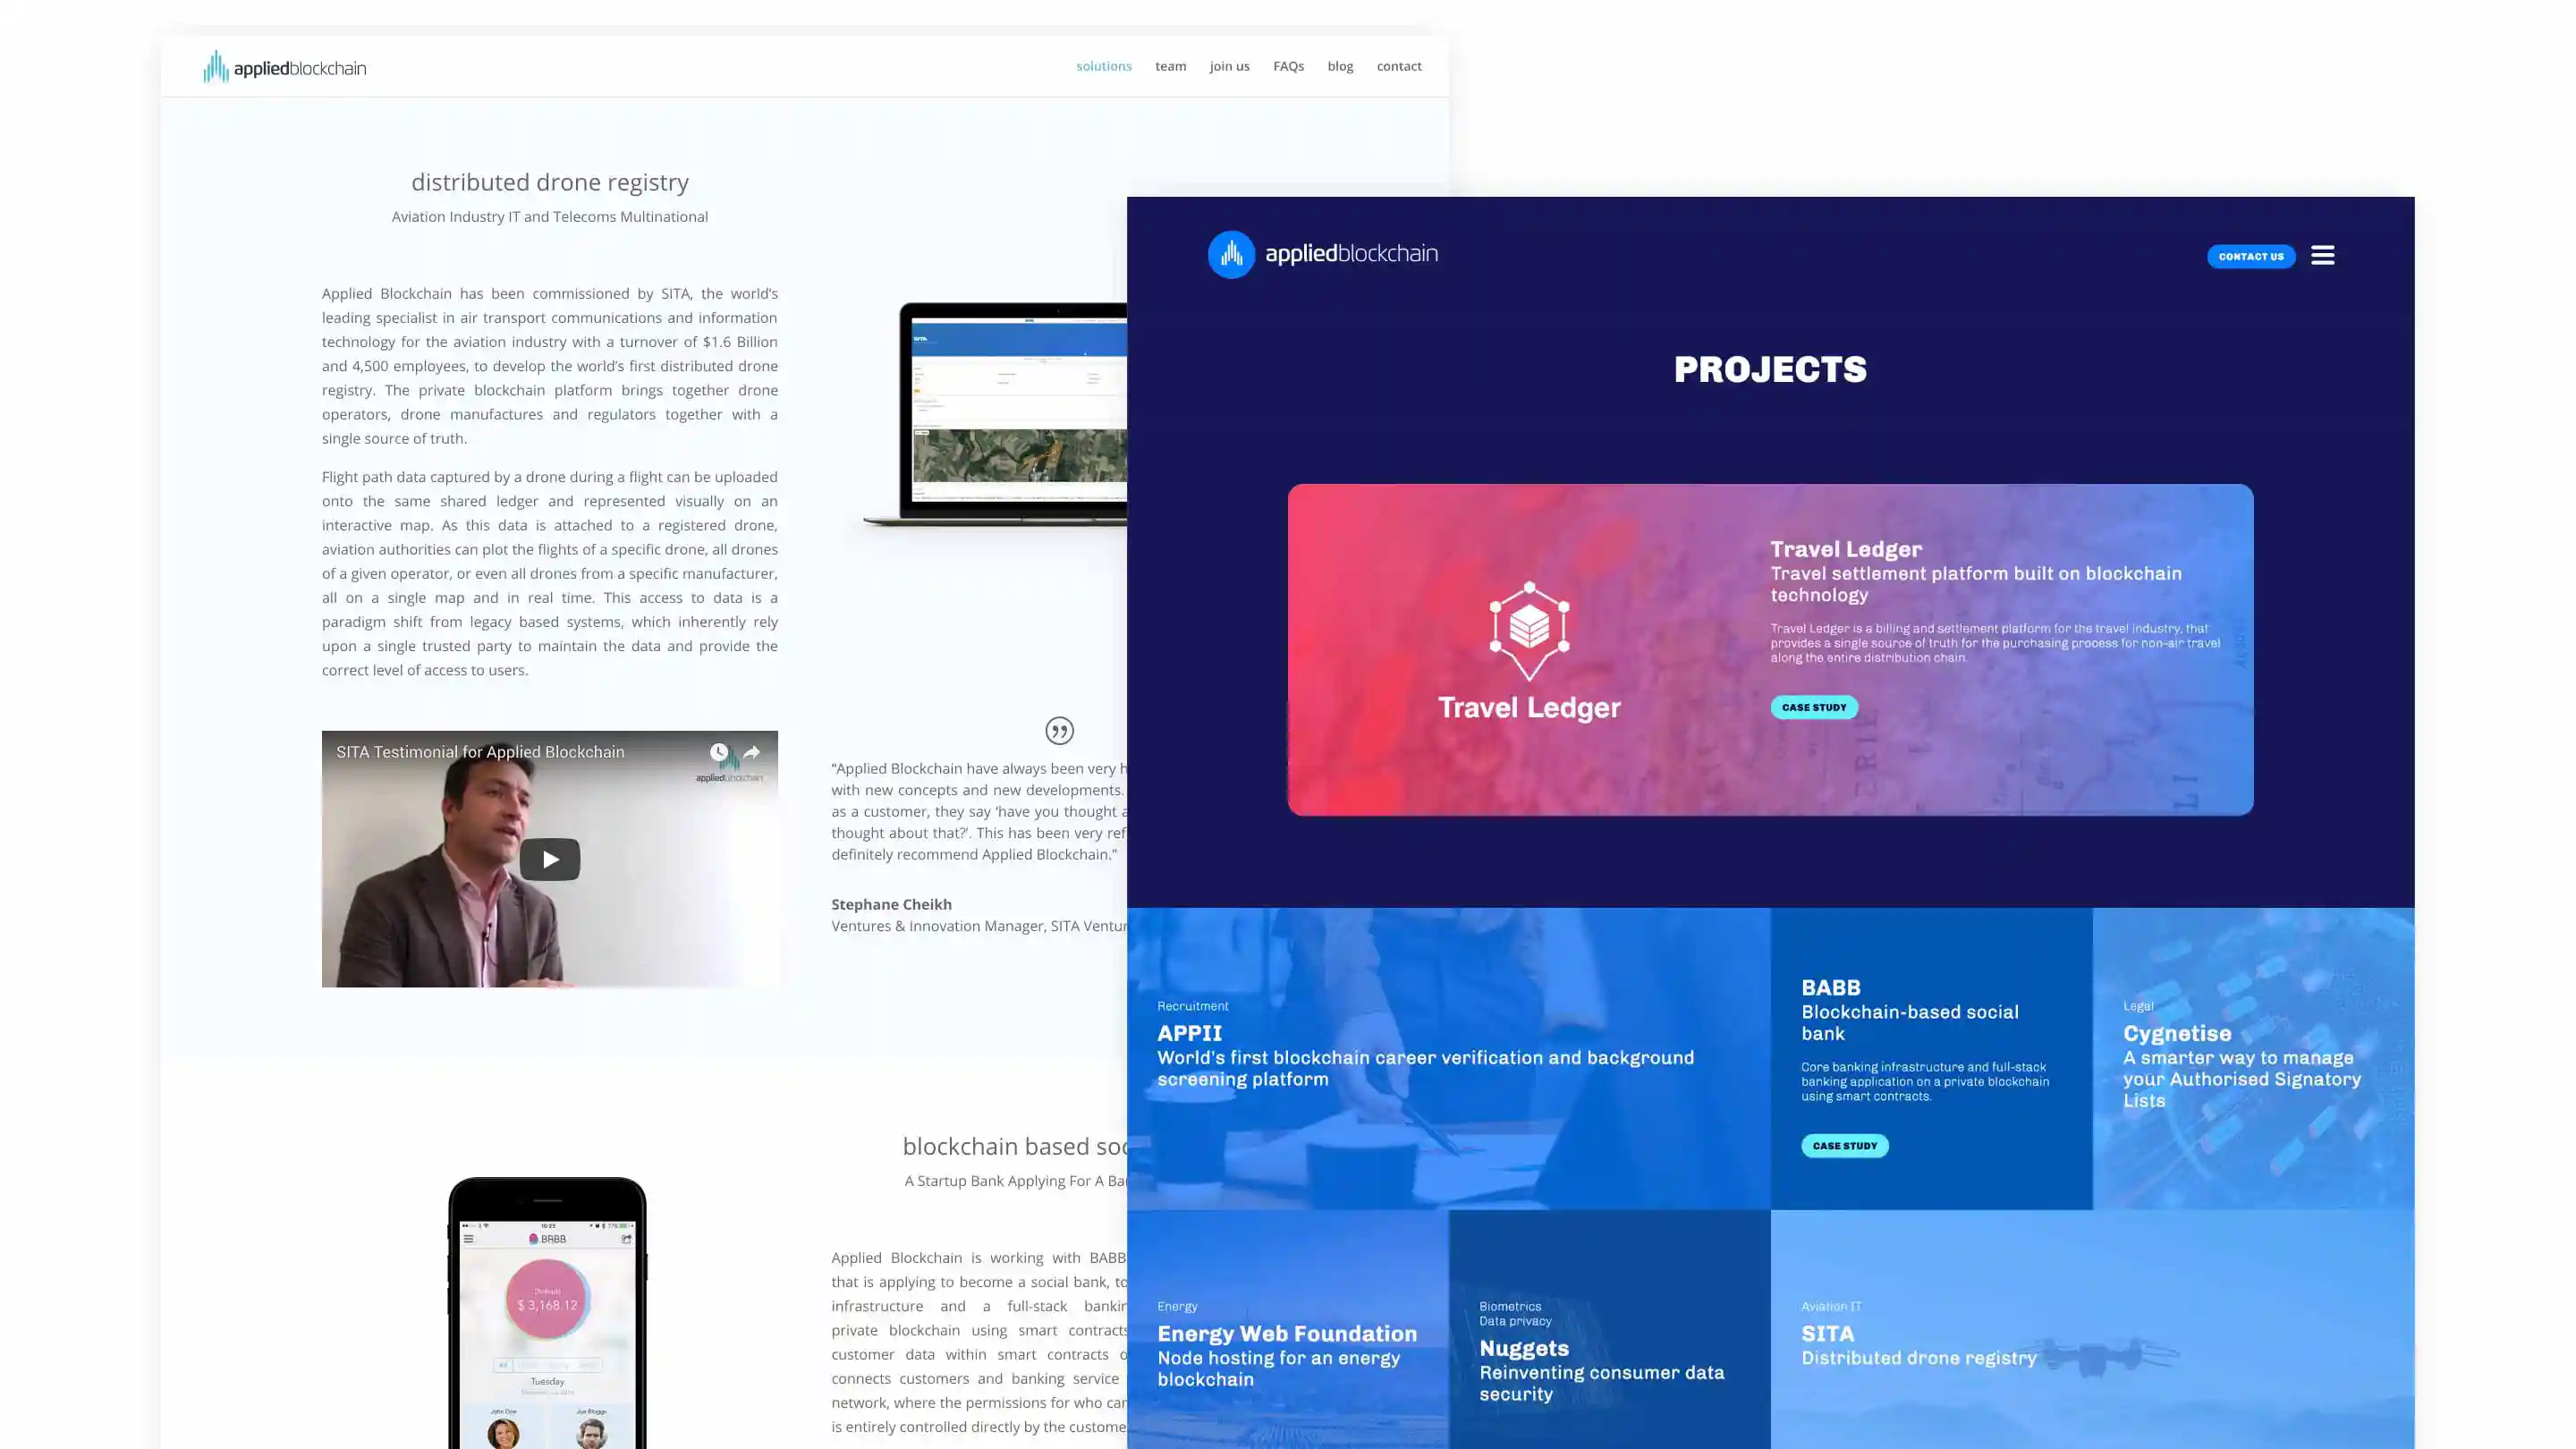 appliedblockchain
solutions team join us FAQs blog contact
distributed drone registry
Aviation Industry IT and Telecoms Multinational
Applied Blockchain has been commissioned by SITA, the world's
leading specialist in air transport communications and information
technology for the aviation industry with a turnover of $1.6 Billion
and 4,500 employees, to develop the world's first distributed drone
registry. The private blockchain platform brings together drone
operators, drone manufactures and regulators together with a
single source of truth.
Flight path data captured by a drone during a flight can be uploaded
onto the same shared ledger and represented visually on an
interactive map. As this data is attached to a registered drone,
aviation authorities can plot the flights of a specific drone, all drones
of a given operator, or even all drones from a specific manufacturer,
all on a single map and in real time. This access to data is a
paradigm shift from legacy based systems, which inherently rely
upon a single trusted party to maintain the data and provide the
correct level of access to users.
SITA
SITA Testimonial for Applied Blockchain
appliedblockchain
“Applied Blockchain have always been very h
with new concepts and new developments.
as a customer, they say ‘have you thought a
thought about that?’. This has been very ref
definitely recommend Applied Blockchain.”
Stephane Cheikh
Ventures & Innovation Manager, SITA Ventur
blockchain based soc
A Startup Bank Applying For A Ba
Applied Blockchain is working with BABB
that is applying to become a social bank, to
infrastructure and a full-stack bankin
private blockchain using smart contracts
customer data within smart contracts o
connects customers and banking service
network, where the permissions for who can
is entirely controlled directly by the custome
10:25 77%
BABB
$ 3,168.12
All
Tuesday
John Doe Joe Bloggs
appliedblockchain
CONTACT US
PROJECTS
Travel Ledger
Travel Ledger
Travel settlement platform built on blockchain
technology
Travel Ledger is a billing and settlement platform for the travel industry, that
provides a single source of truth for the purchasing process for non-air travel
along the entire distribution chain.
CASE STUDY
Recruitment
APPII
World's first blockchain career verification and background
screening platform
BABB
Blockchain-based social
bank
Core banking infrastructure and full-stack
banking application on a private blockchain
using smart contracts.
CASE STUDY
Legal
Cygnetise
A smarter way to manage
your Authorised Signatory
Lists
Energy
Energy Web Foundation
Node hosting for an energy
blockchain
Biometrics
Data privacy
Nuggets
Reinventing consumer data
security
Aviation IT
SITA
Distributed drone registry